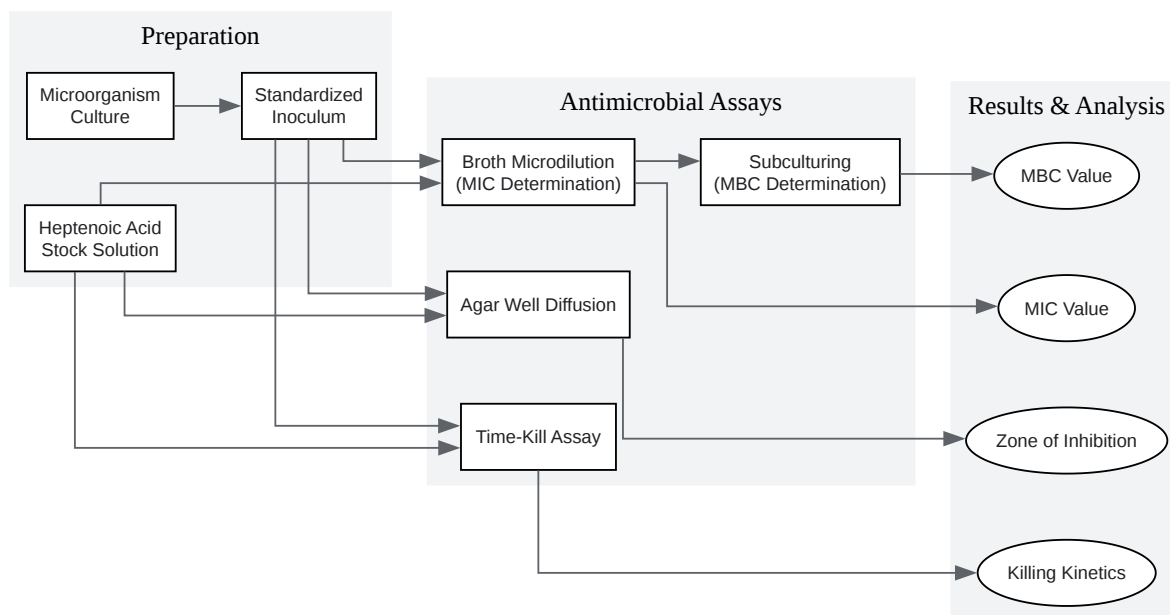 Preparation
Microorganism
Culture
Standardized
Inoculum
Heptenoic Acid
Stock Solution
Antimicrobial Assays
Broth Microdilution
(MIC Determination)
Subculturing
(MBC Determination)
Agar Well Diffusion
Time-Kill Assay
Results & Analysis
MBC Value
MIC Value
Zone of Inhibition
Killing Kinetics